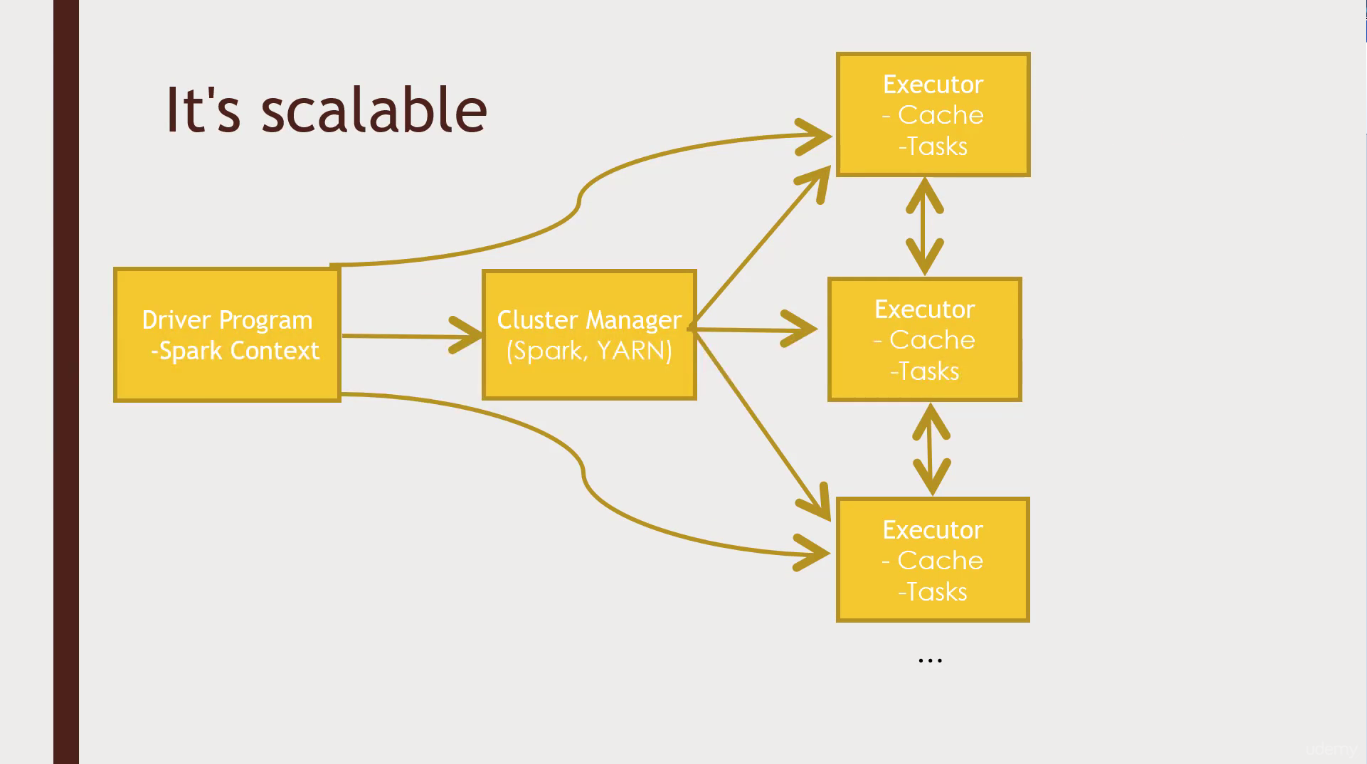 It's scalable
Executor
- Cache
-Tasks
Driver Program
-Spark Context
Cluster Manager
(Spark, YARN)
Executor
- Cache
-Tasks
Executor
- Cache
-Tasks
...
udemy